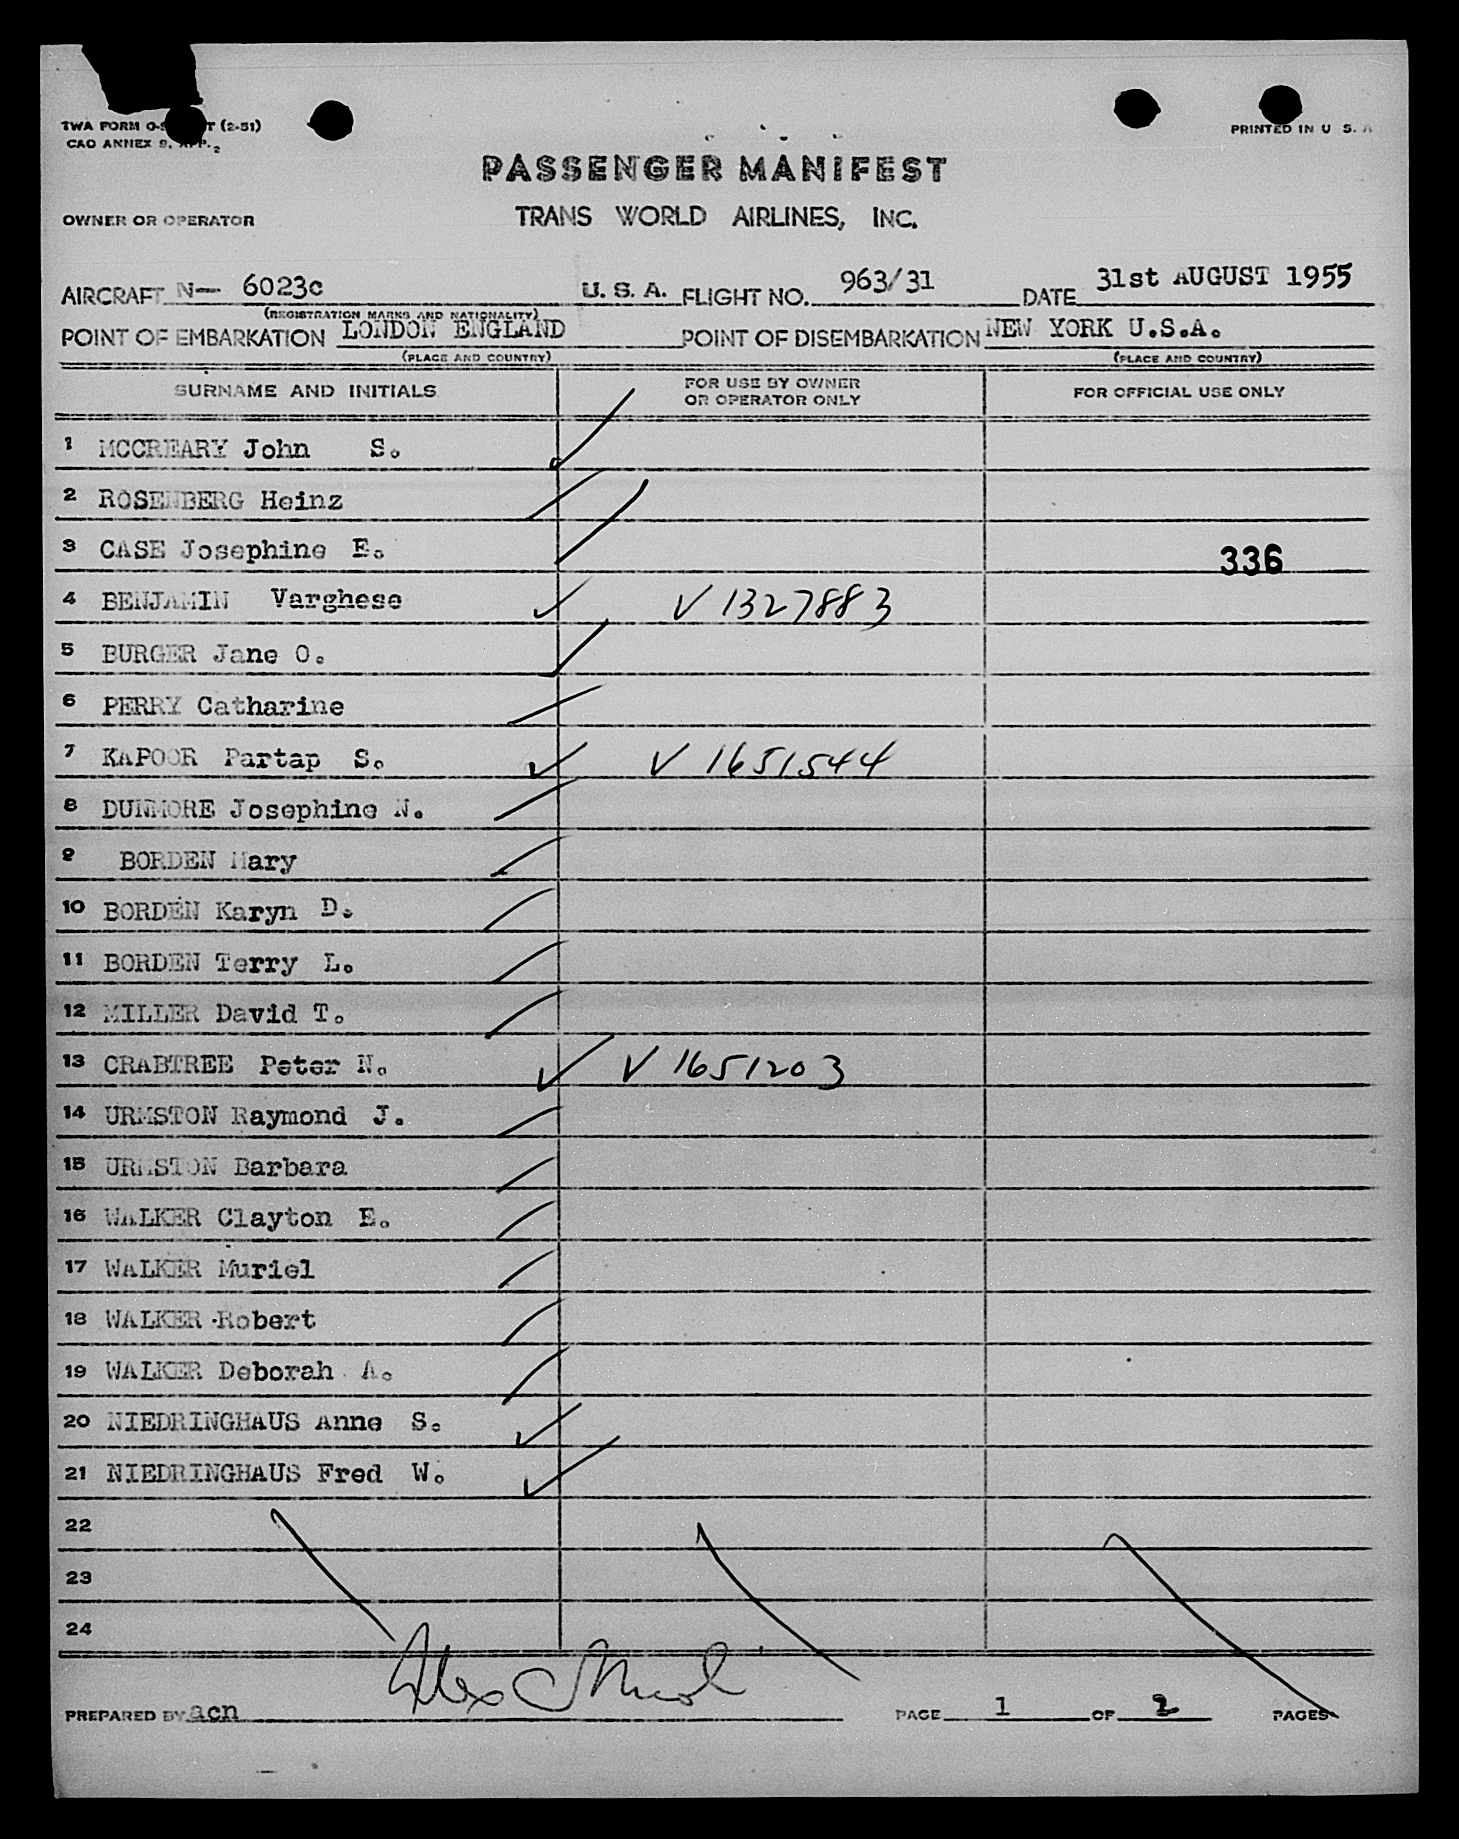 TWA FORM O- T (2-51)
CAO ANNEX 9, APP. 2
PRINTED IN U. S. A
PASSENGER MANIFEST
OWNER OR OPERATOR TRANS WORLD AIRLINES, INC.
AIRCRAFT N— 6023c U. S. A. FLIGHT NO. 963/31 DATE 31st AUGUST 1955
(REGISTRATION MARKS AND NATIONALITY)
POINT OF EMBARKATION LONDON ENGLAND POINT OF DISEMBARKATION NEW YORK U.S.A.
(PLACE AND COUNTRY) (PLACE AND COUNTRY)
SURNAME AND INITIALS FOR USE BY OWNER OR OPERATOR ONLY FOR OFFICIAL USE ONLY
1 MCCREARY John S.
2 ROSENBERG Heinz
3 CASE Josephine E. 336
4 BENJAMIN Varghese ✓ V 1327883
5 BURGER Jane O.
6 PERRY Catharine
7 KAPOOR Partap S. ✓ V 1651544
8 DUNMORE Josephine N.
9 BORDEN Mary
10 BORDEN Karyn D.
11 BORDEN Terry L.
12 MILLER David T.
13 CRABTREE Peter N. ✓ V 1651203
14 URMSTON Raymond J.
15 URMSTON Barbara
16 WALKER Clayton E.
17 WALKER Muriel
18 WALKER Robert
19 WALKER Deborah A.
20 NIEDRINGHAUS Anne S. ✓
21 NIEDRINGHAUS Fred W. ✓
22
23
24
PREPARED BY acn Alex PAGE 1 OF 2 PAGES